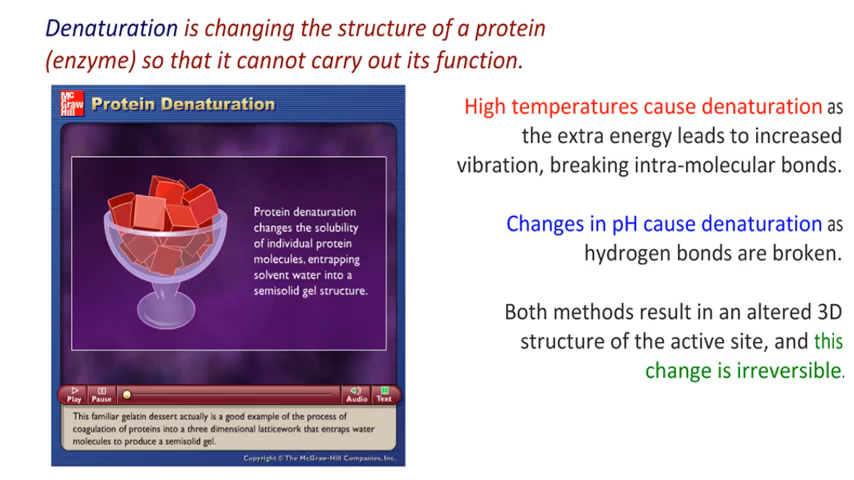 Denaturation is changing the structure of a protein
(enzyme) so that it cannot carry out its function.
Mc
Graw
Hill
Protein Denaturation
Protein denaturation
changes the solubility
of individual protein
molecules, entrapping
solvent water into a
semisolid gel structure.
Play
Pause
Audio
Text
This familiar gelatin dessert actually is a good example of the process of
coagulation of proteins into a three dimensional latticework that entraps water
molecules to produce a semisolid gel.
Copyright © The McGraw-Hill Companies, Inc.
High temperatures cause denaturation as
the extra energy leads to increased
vibration, breaking intra-molecular bonds.
Changes in pH cause denaturation as
hydrogen bonds are broken.
Both methods result in an altered 3D
structure of the active site, and this
change is irreversible.